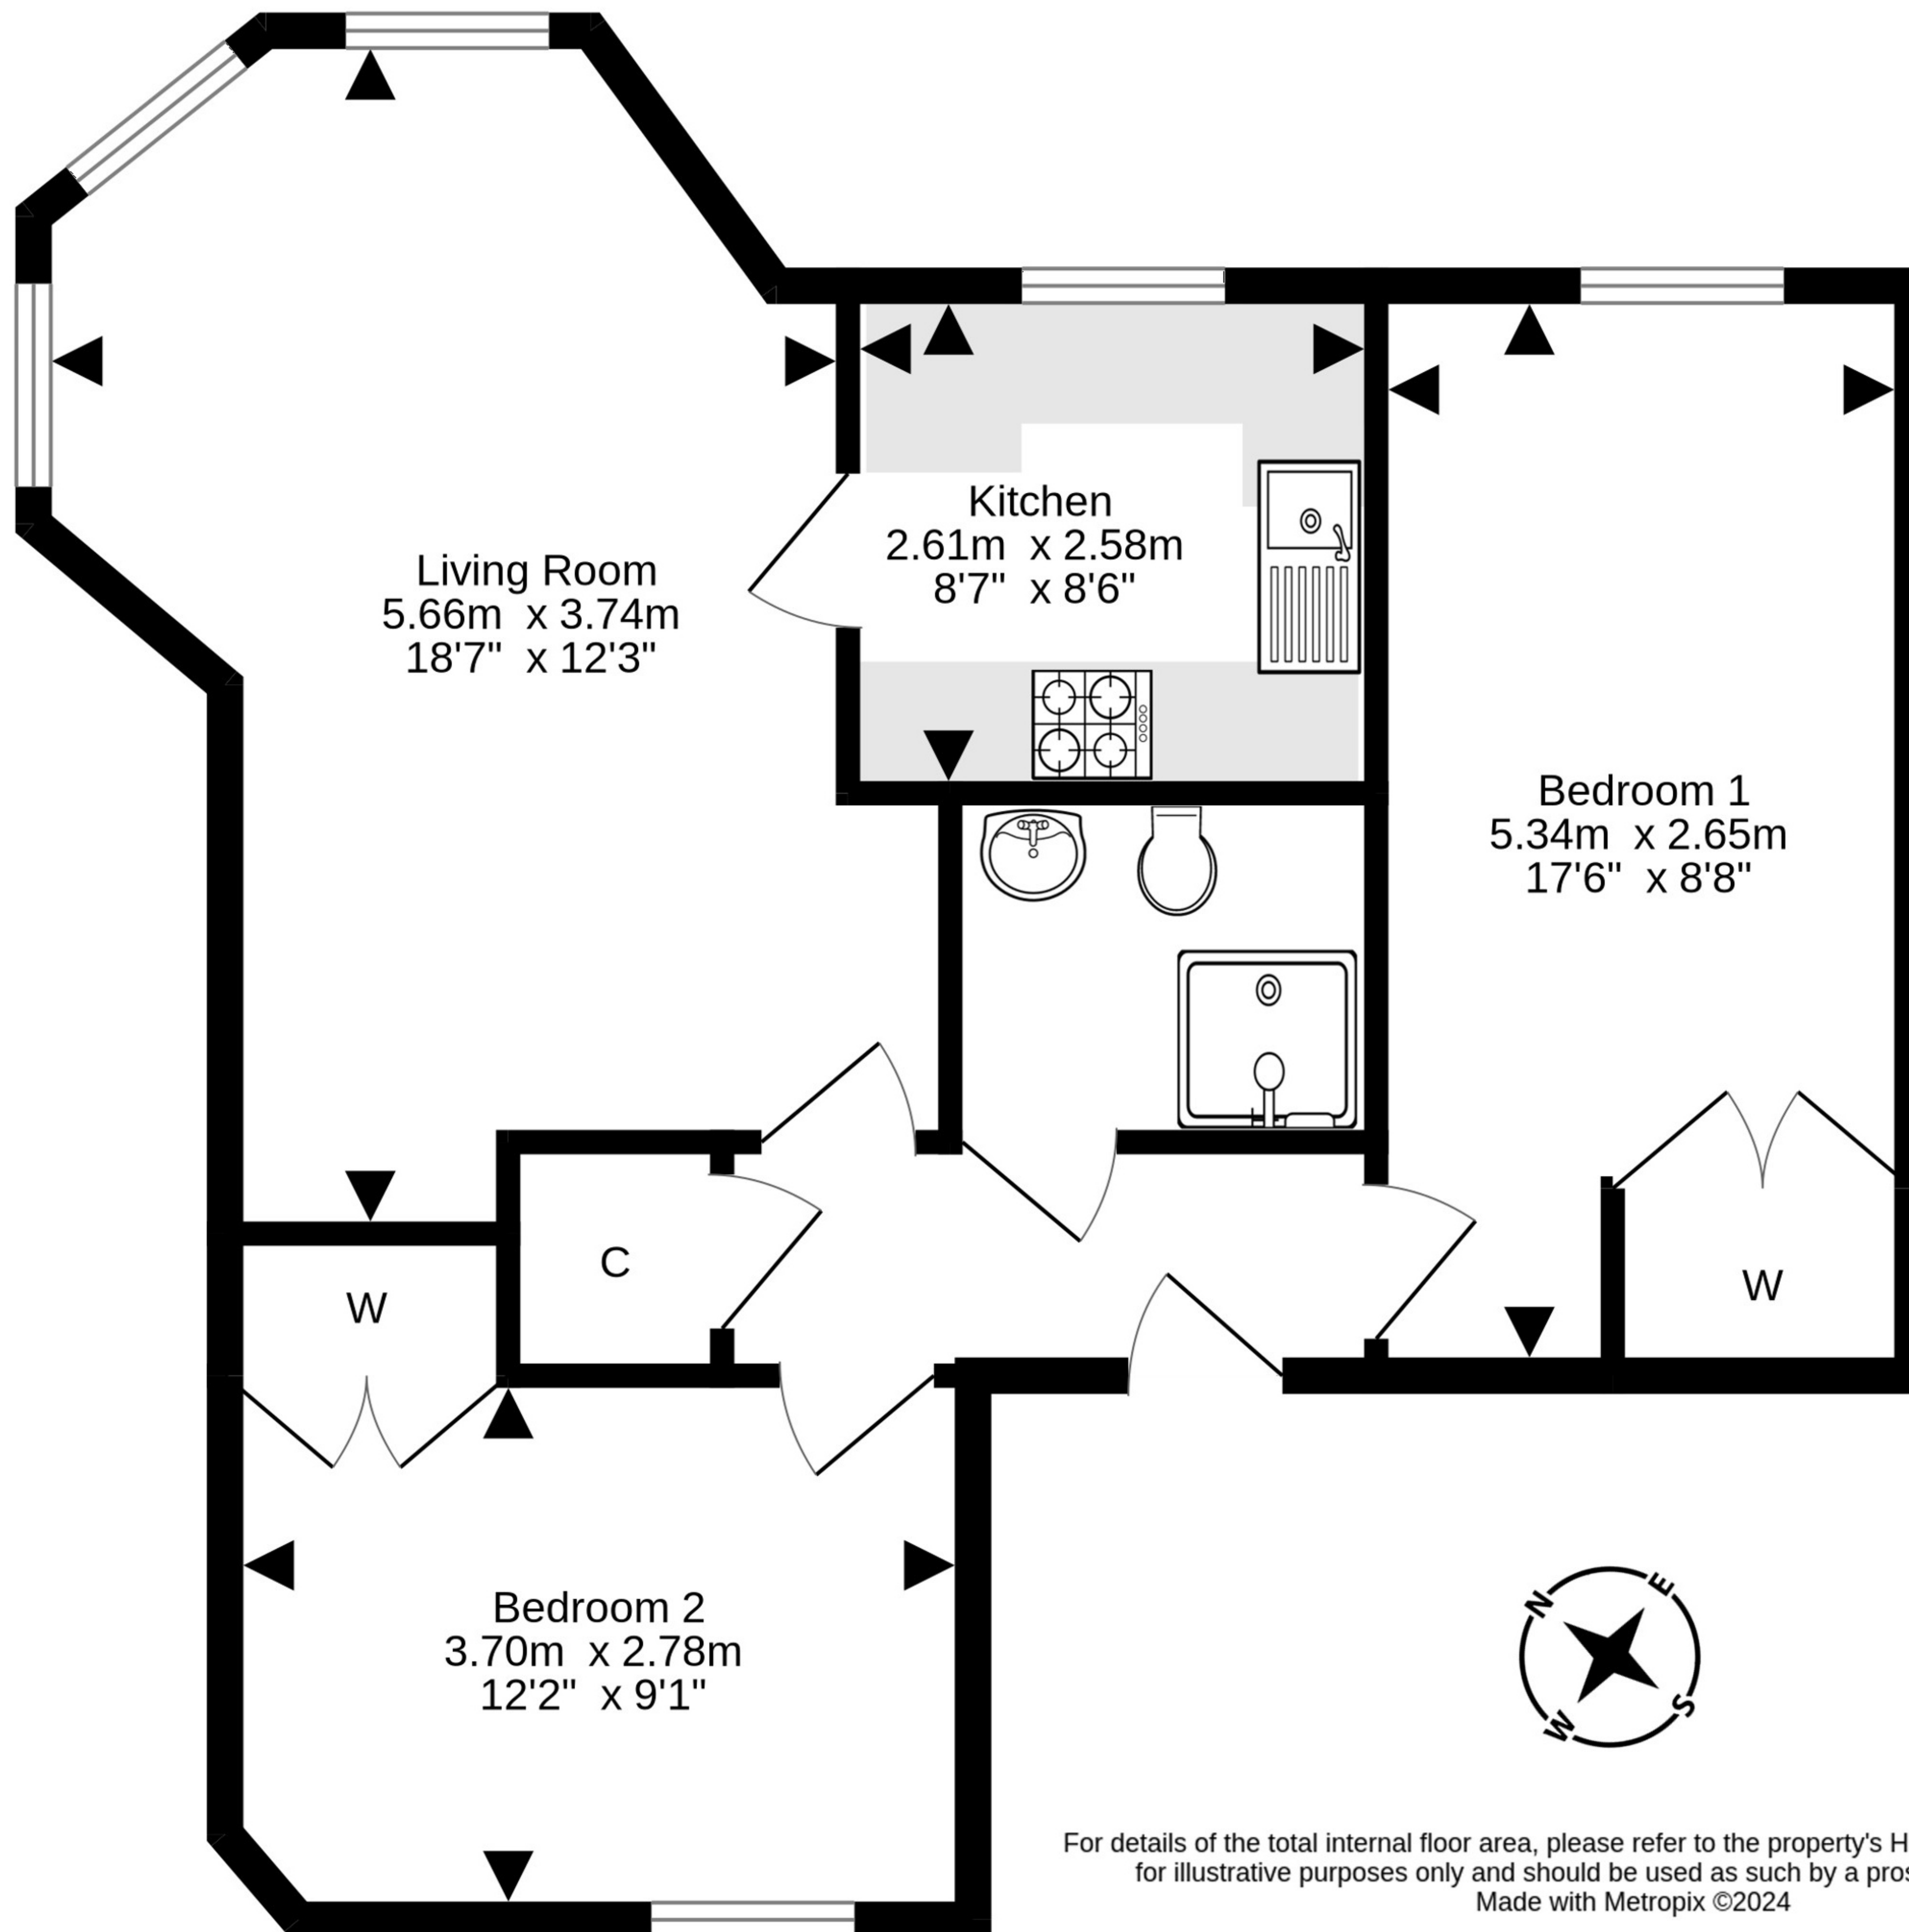 Living Room
5.66m x 3.74m
18'7" x 12'3"
Kitchen
2.61m x 2.58m
8'7" x 8'6"
Bedroom 1
5.34m x 2.65m
17'6" x 8'8"
C
W
W
Bedroom 2
3.70m x 2.78m
12'2" x 9'1"
N
E
W
S
For details of the total internal floor area, please refer to the property's
for illustrative purposes only and should be used as such by a
Made with Metropix ©2024